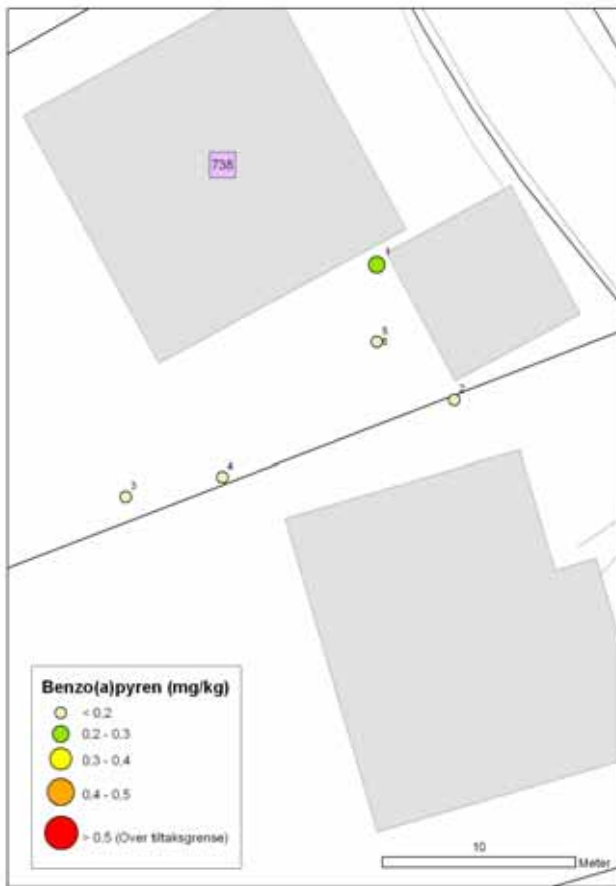 738
1
5
6
2
4
3
Benzo(a)pyren (mg/kg)
< 0,2
0,2 - 0,3
0,3 - 0,4
0,4 - 0,5
> 0,5 (Over tiltaksgrense)
10
Meter